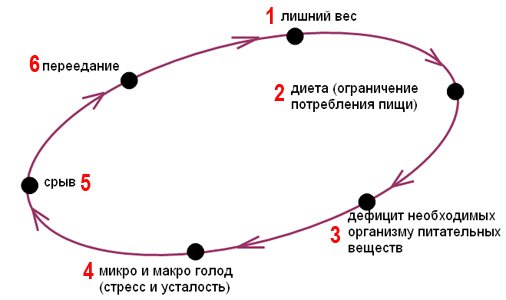 1 лишний вес
2 диета (ограничение
потребления пищи)
дефицит необходимых
3 организму питательных
веществ
4 микро и макро голод
(стресс и усталость)
срыв 5
6 переедание